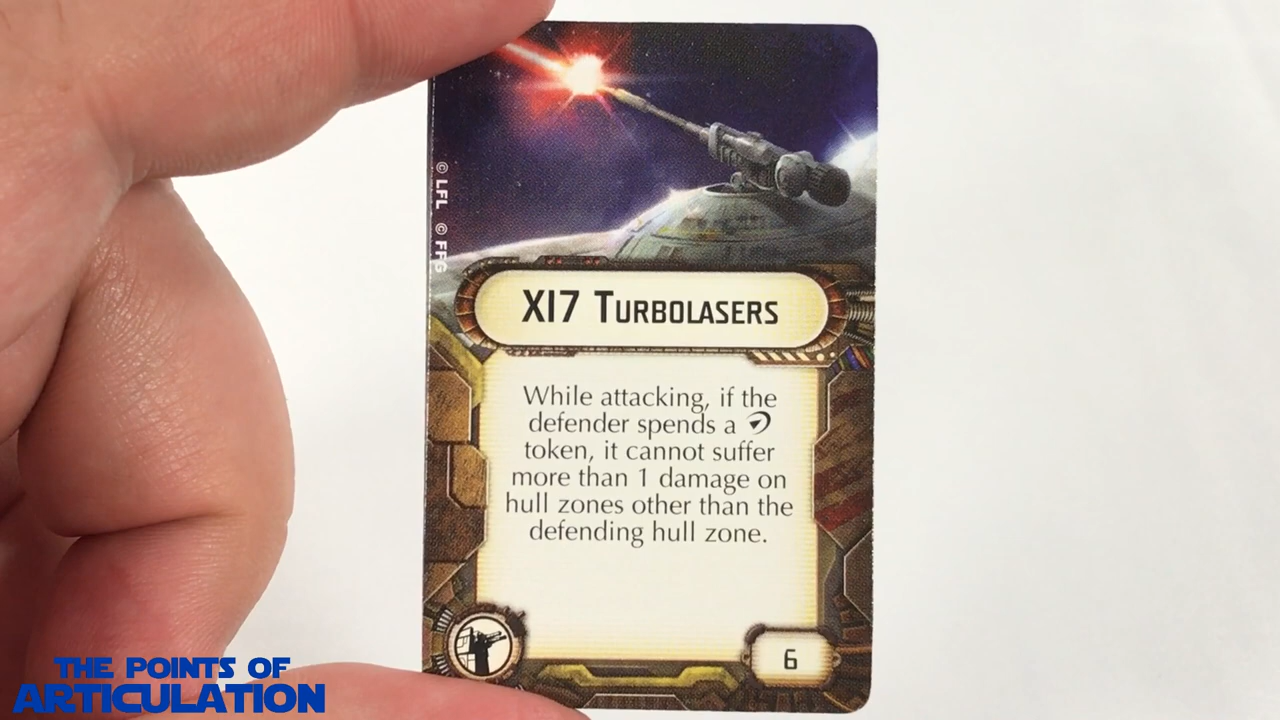 © LFL © FFG
XI7 TURBOLASERS
While attacking, if the
defender spends a
token, it cannot suffer
more than 1 damage on
hull zones other than the
defending hull zone.
6
THE POINTS OF
ARTICULATION